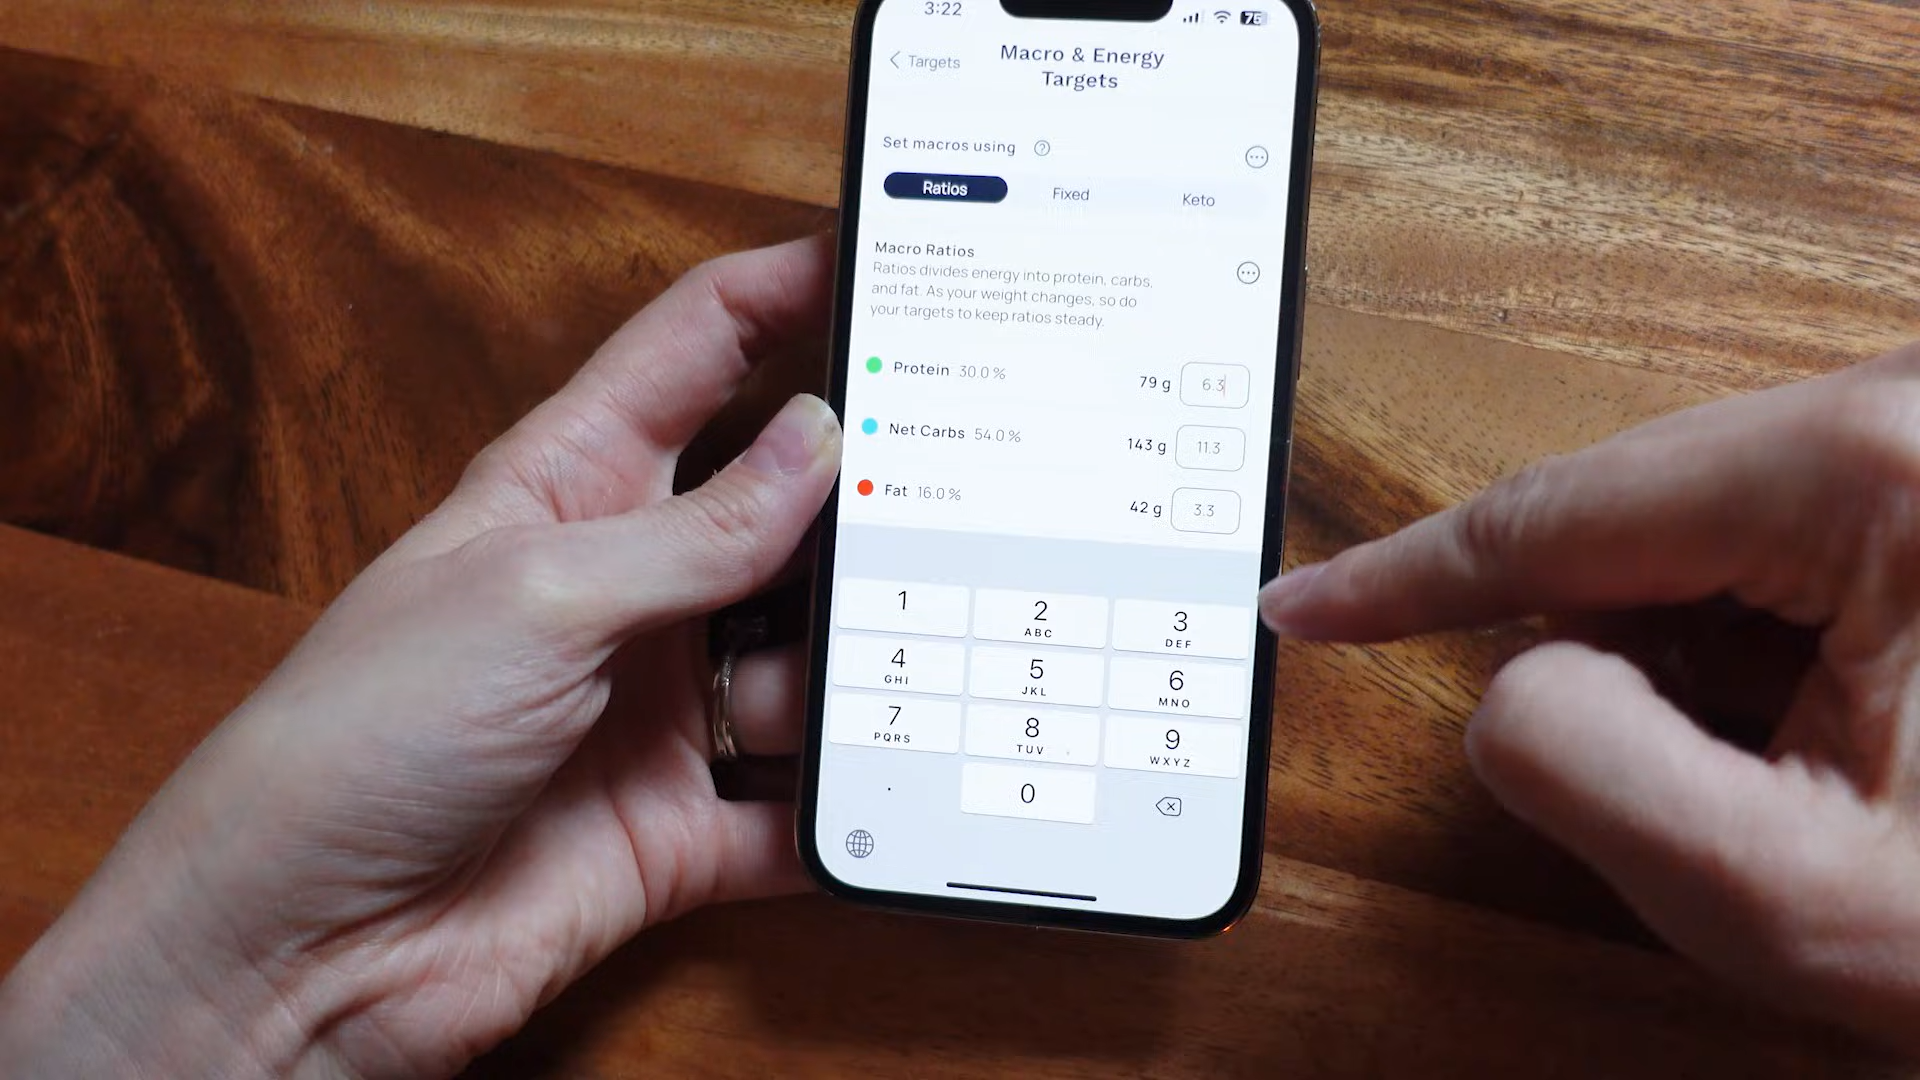 3:22
75
Targets
Macro & Energy
Targets
Set macros using ?
Ratios Fixed Keto
Macro Ratios
Ratios divides energy into protein, carbs,
and fat. As your weight changes, so do
your targets to keep ratios steady.
Protein 30.0 % 79 g 6.3
Net Carbs 54.0 % 143 g 11.3
Fat 16.0 % 42 g 3.3
1 2 3
ABC DEF
4 5 6
GHI JKL MNO
7 8 9
PQRS TUV WXYZ
. 0